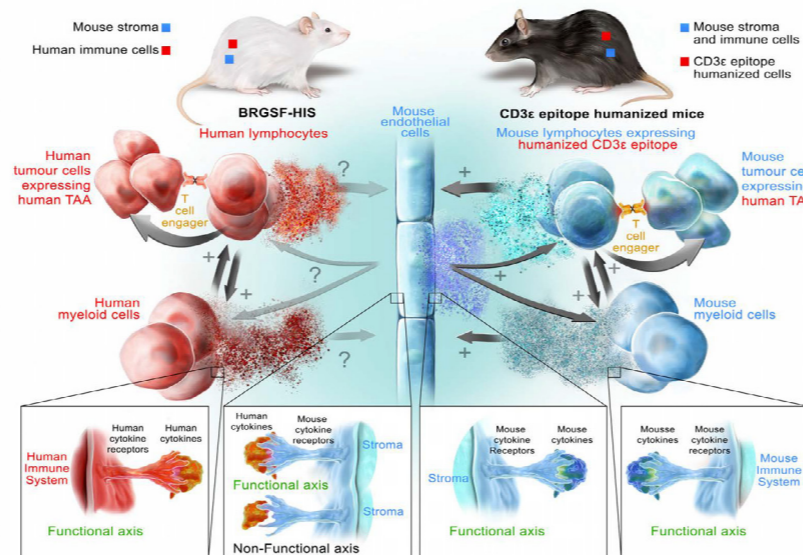 Mouse stroma
Human immune cells
Mouse stroma
and immune cells
CD3ε epitope
humanized cells
BRGSF-HIS
Human lymphocytes
Mouse
endothelial
cells
CD3ε epitope humanized mice
Mouse lymphocytes expressing
humanized CD3ε epitope
Human
tumour cells
expressing
human TAA
T
cell
engager
?
+
T
cell
engager
Mouse
tumour ce
expressing
human TA
+
?
+
+
Human
myeloid cells
?
+
Mouse
myeloid cells
Human
Immune
System
Human
cytokine
receptors
Human
cytokines
Functional axis
Human
cytokines
Mouse
cytokine
receptors
Stroma
Functional axis
Stroma
Non-Functional axis
Stroma
Mouse
cytokine
Receptors
Mouse
cytokines
Functional axis
Mousse
cytokines
Mouse
cytokine
receptors
Mouse
Immune
System
Functional axis